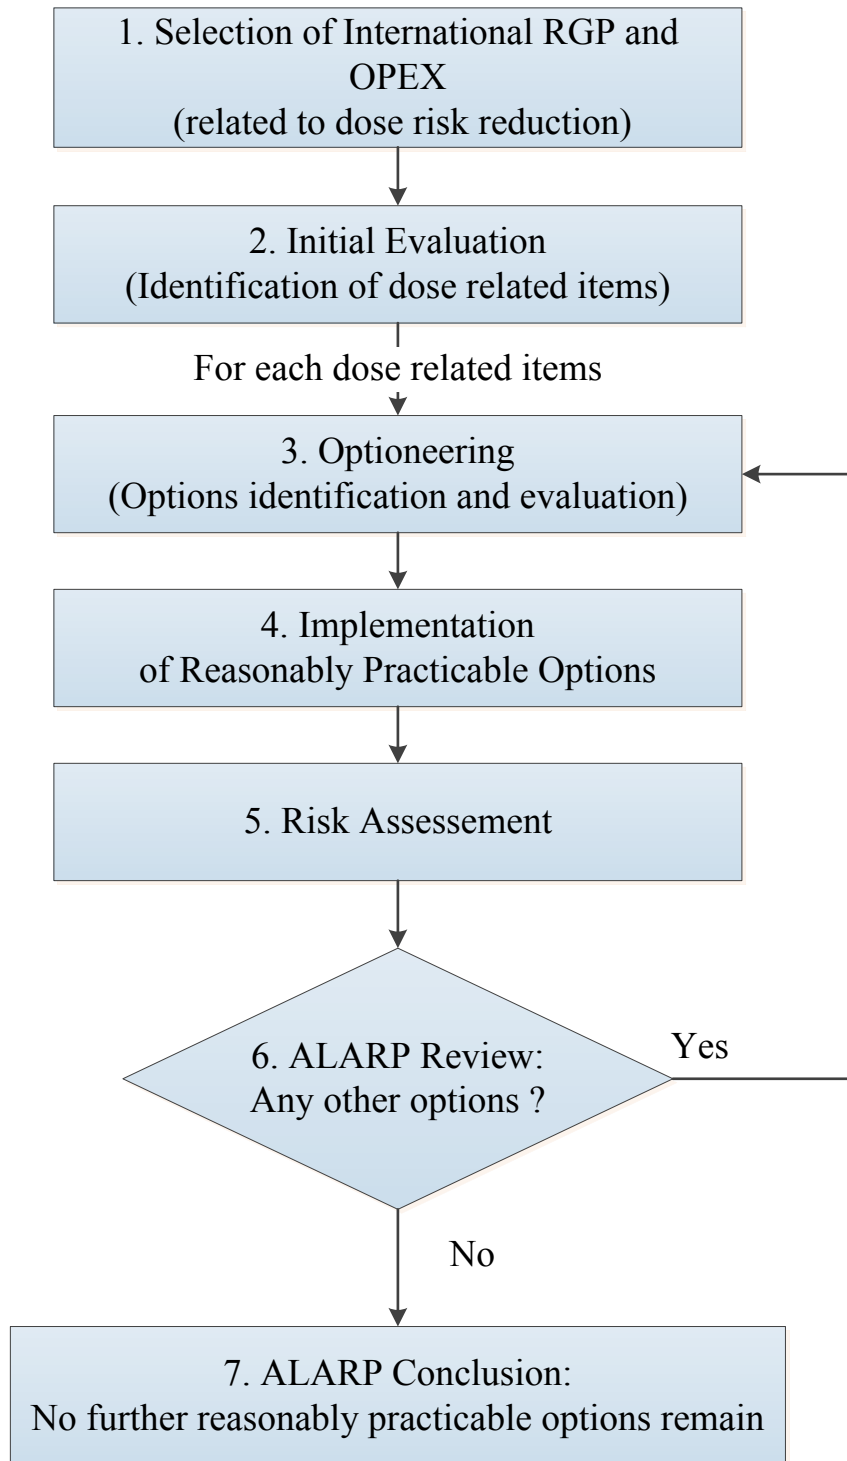 1. Selection of International RGP and
OPEX
(related to dose risk reduction)
2. Initial Evaluation
(Identification of dose related items)
For each dose related items
3. Optioneering
(Options identification and evaluation)
4. Implementation
of Reasonably Practicable Options
5. Risk Assessement
6. ALARP Review:
Any other options ?
Yes
No
7. ALARP Conclusion:
No further reasonably practicable options remain